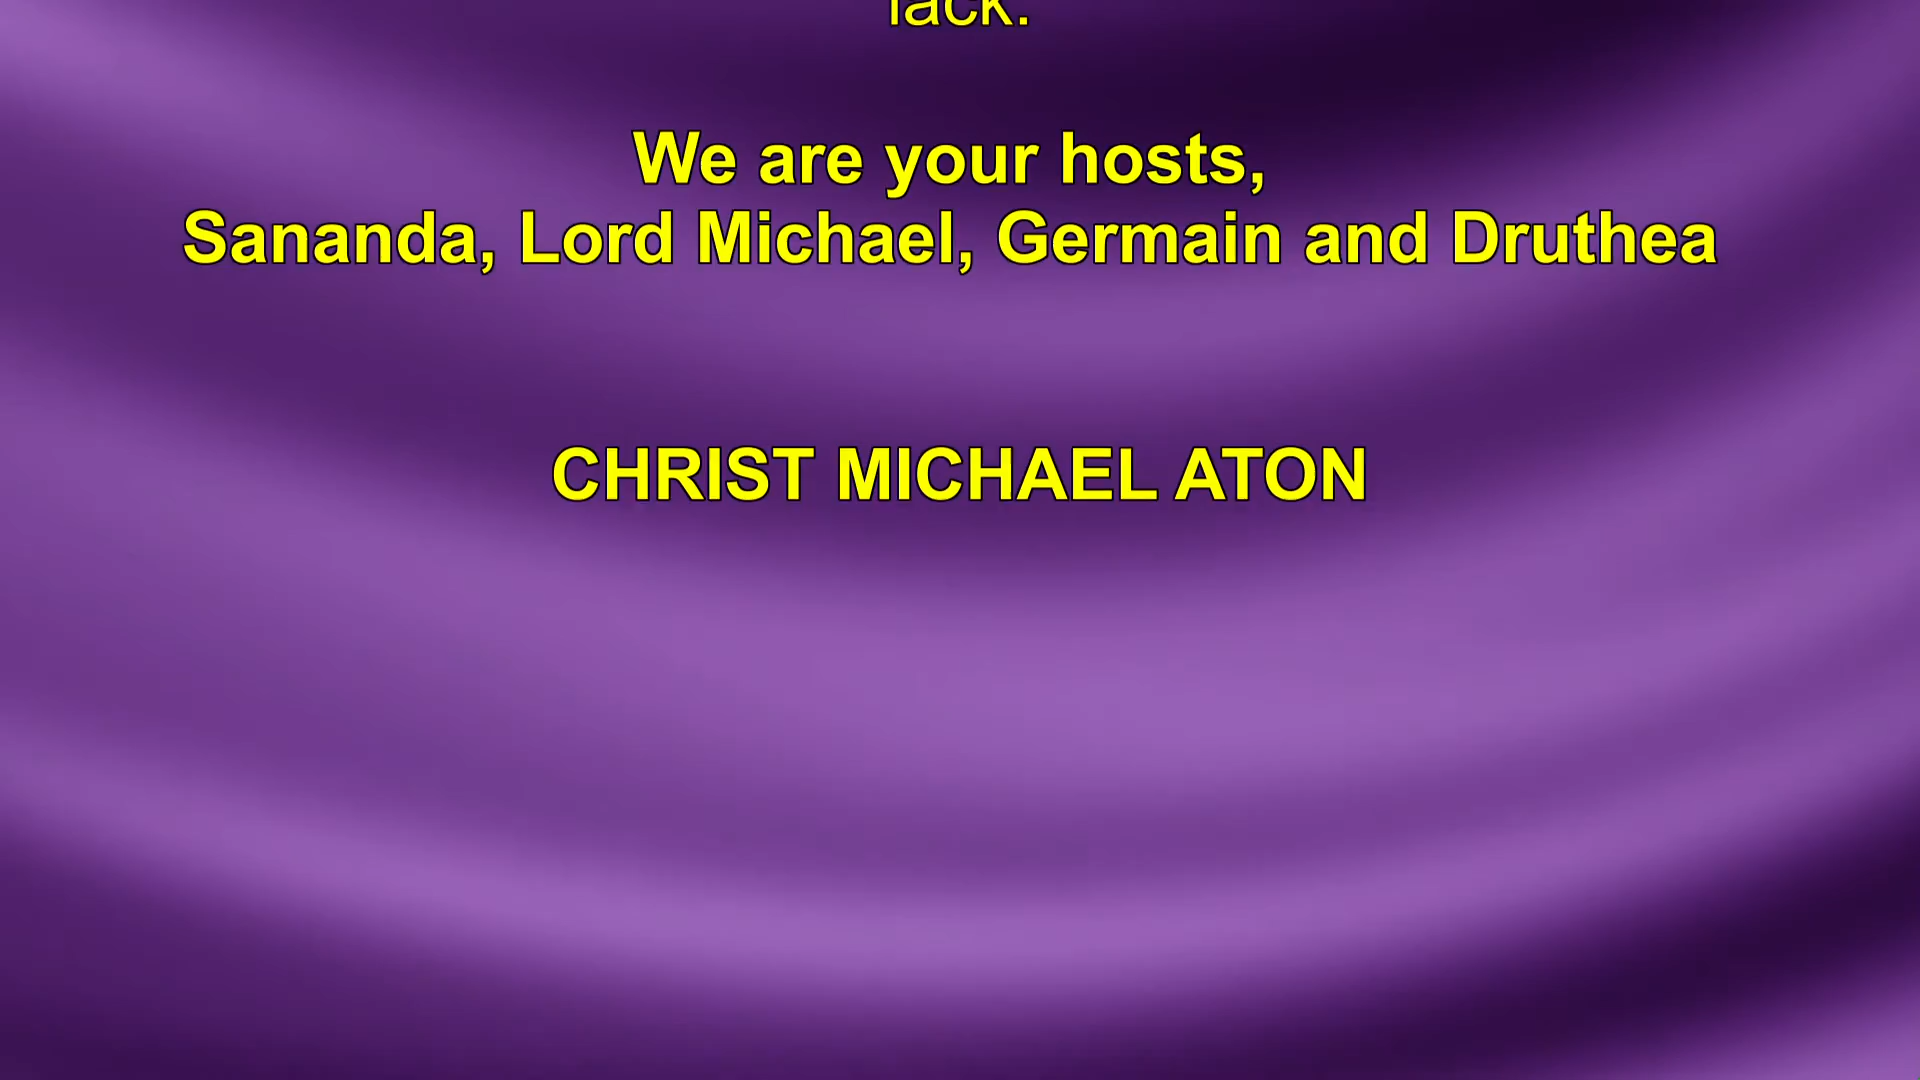 lack.
We are your hosts,
Sananda, Lord Michael, Germain and Druthea
CHRIST MICHAEL ATON